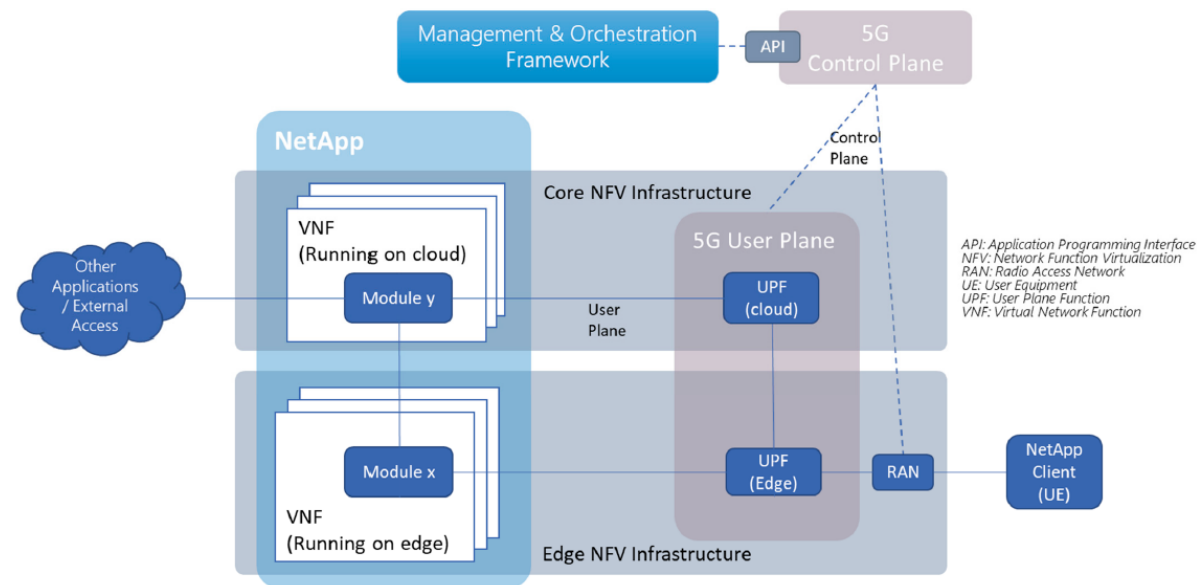 Management & Orchestration
Framework
API
5G
Control Plane
Control
Plane
NetApp
Core NFV Infrastructure
VNF
(Running on cloud)
5G User Plane
Other
Applications
/ External
Access
Module y
User
Plane
UPF
(cloud)
API: Application Programming Interface
NFV: Network Function Virtualization
RAN: Radio Access Network
UE: User Equipment
UPF: User Plane Function
VNF: Virtual Network Function
Module x
UPF
(Edge)
RAN
NetApp
Client
(UE)
VNF
(Running on edge)
Edge NFV Infrastructure